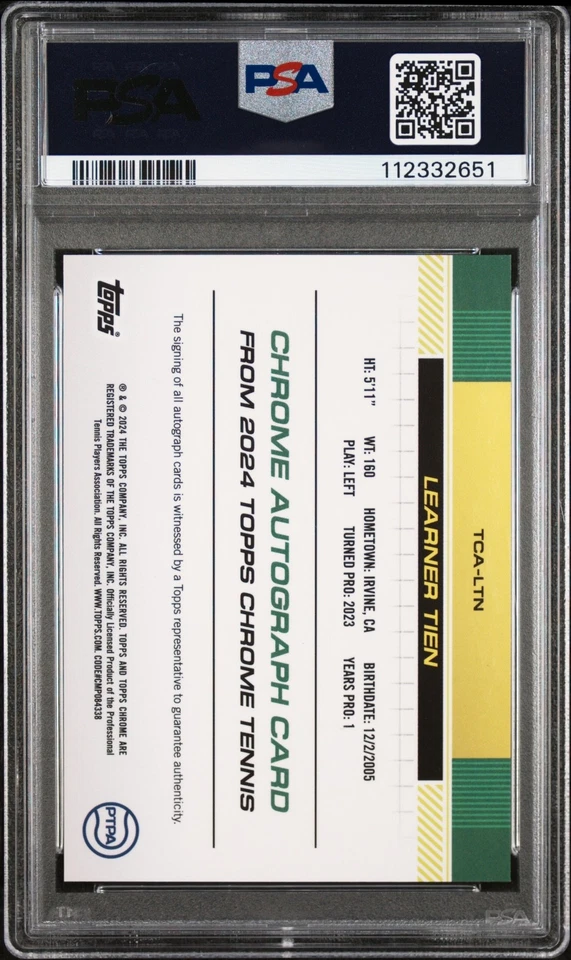 PSA
PSA
112332651
TCA-LTN
LEARNER TIEN
HT: 5'11" WT: 160 HOMETOWN: IRVINE, CA BIRTHDATE: 12/2/2005
PLAY: LEFT TURNED PRO: 2023 YEARS PRO: 1
CHROME AUTOGRAPH CARD
FROM 2024 TOPPS CHROME TENNIS
The signing of all autograph cards is witnessed by a Topps representative to guarantee authenticity.
topps®
® & © 2024 THE TOPPS COMPANY, INC. ALL RIGHTS RESERVED. TOPPS AND TOPPS CHROME ARE
REGISTERED TRADEMARKS OF THE TOPPS COMPANY, INC. Officially Licensed Product of the Professional
Tennis Players Association. All Rights Reserved. WWW.TOPPS.COM. CODE#CMP084338
PTPA
PSA